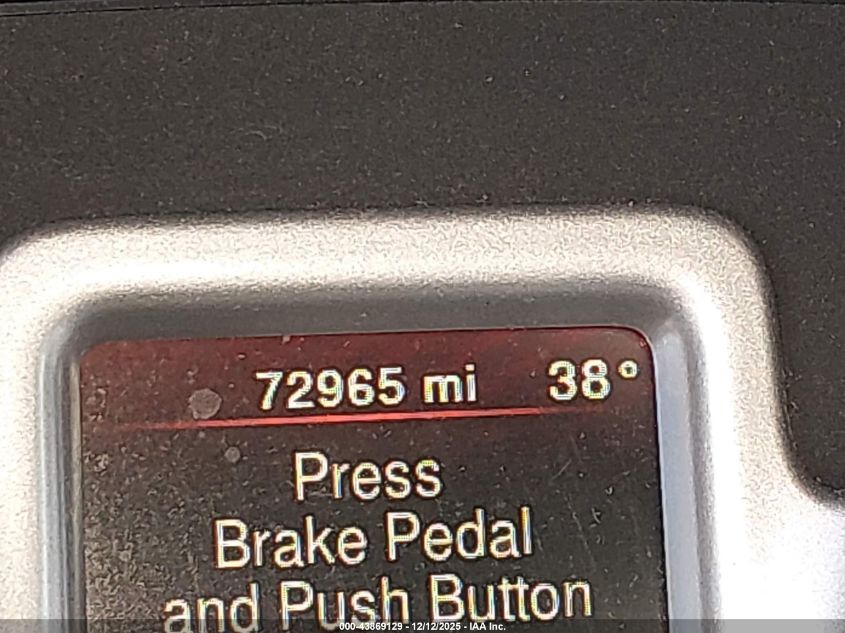 72965 mi 38°
Press
Brake Pedal
and Push Button
000-43869129 - 12/12/2025 - IAA Inc.